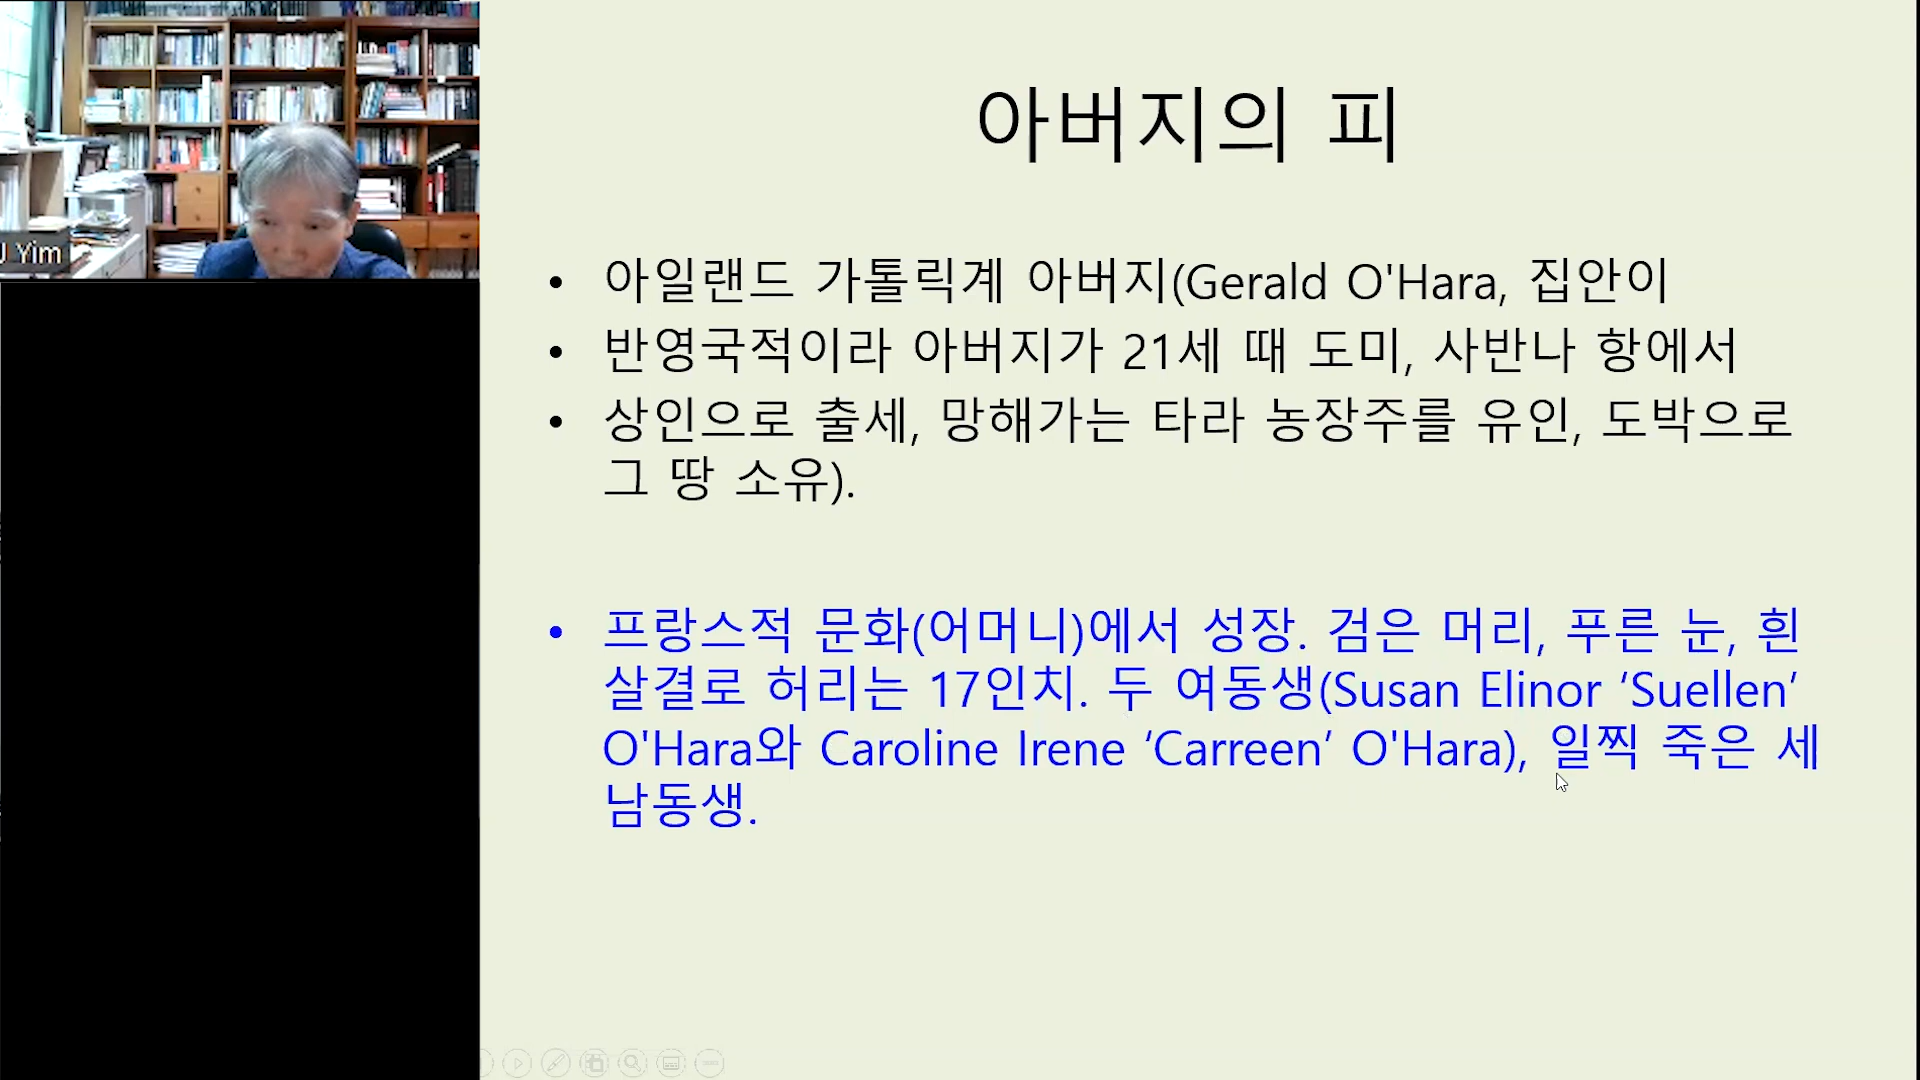 아버지의 피
• 아일랜드 가톨릭계 아버지(Gerald O'Hara, 집안이
• 반영국적이라 아버지가 21세 때 도미, 사반나 항에서
• 상인으로 출세, 망해가는 타라 농장주를 유인, 도박으로
그 땅 소유).
• 프랑스적 문화(어머니)에서 성장. 검은 머리, 푸른 눈, 흰
살결로 허리는 17인치. 두 여동생(Susan Elinor ‘Suellen’
O'Hara와 Caroline Irene ‘Carreen’ O'Hara), 일찍 죽은 세
남동생.
J Yim